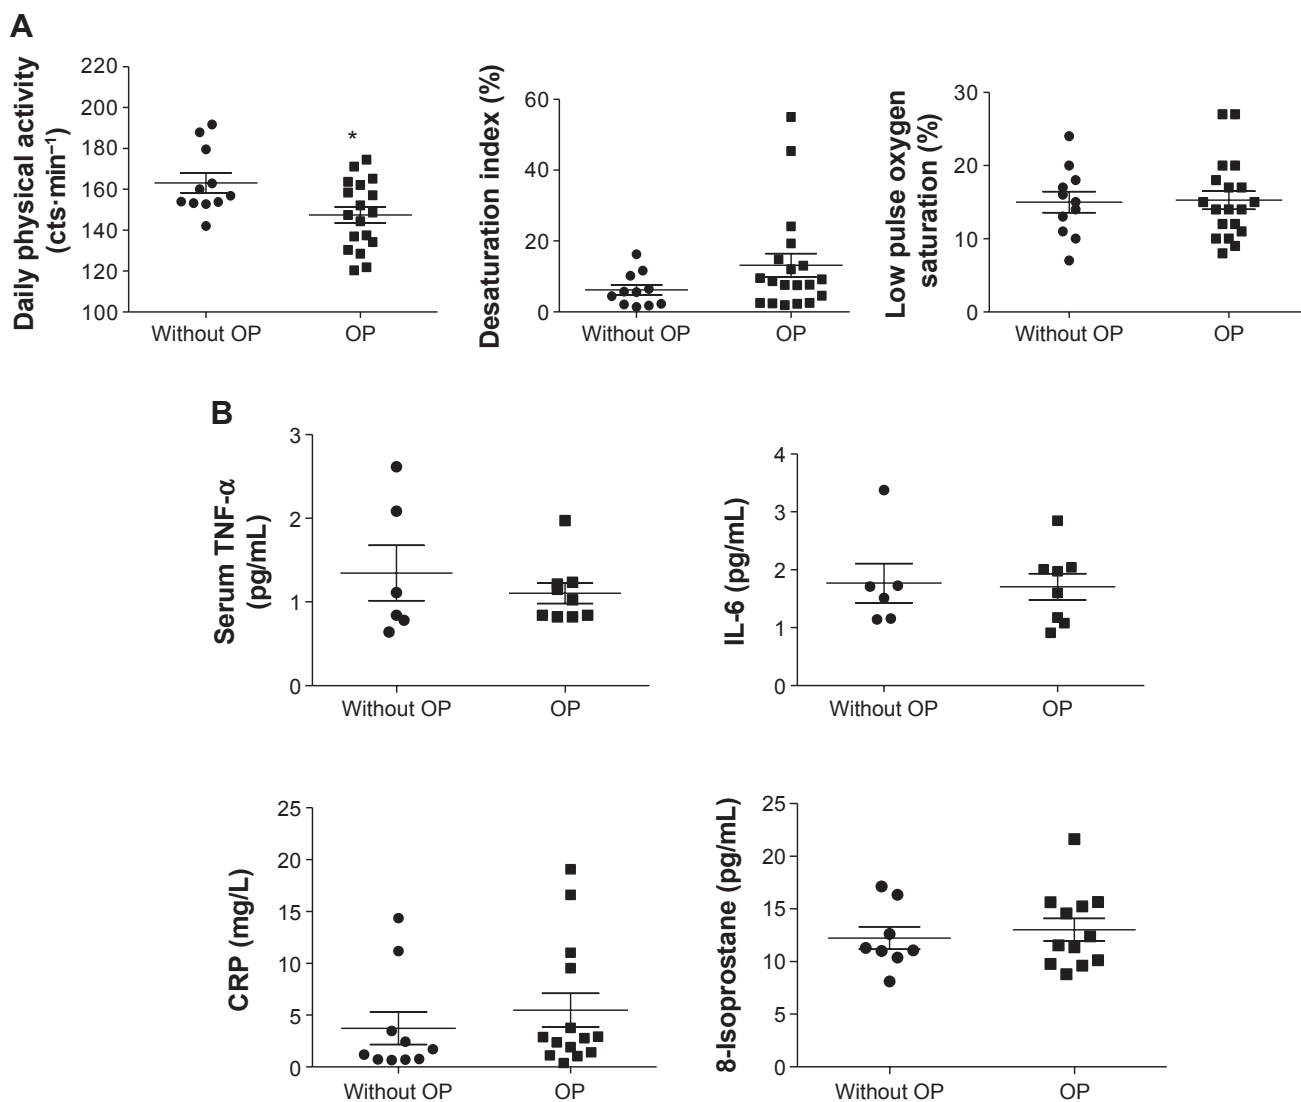 A
Daily physical activity
(cts·min⁻¹)
220
200
180
160
140
120
100
*
Without OP
OP
Desaturation index (%)
60
40
20
0
Without OP
OP
Low pulse oxygen
saturation (%)
30
20
10
0
Without OP
OP
B
Serum TNF-α
(pg/mL)
3
2
1
0
Without OP
OP
IL-6 (pg/mL)
4
3
2
1
0
Without OP
OP
CRP (mg/L)
25
20
15
10
5
0
Without OP
OP
8-Isoprostane (pg/mL)
25
20
15
10
5
0
Without OP
OP